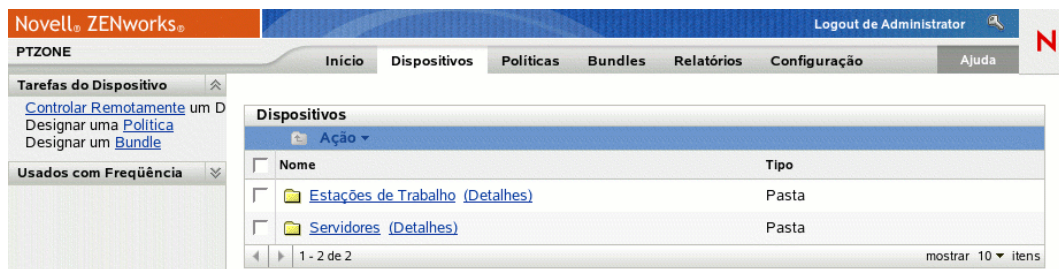 Novell® ZENworks®
Logout de Administrator
N
PTZONE
Início Dispositivos Políticas Bundles Relatórios Configuração Ajuda
Tarefas do Dispositivo
Controlar Remotamente um D
Designar uma Política
Designar um Bundle
Usados com Freqüência
Dispositivos
Ação
Nome Tipo
Estações de Trabalho (Detalhes) Pasta
Servidores (Detalhes) Pasta
1 - 2 de 2 mostrar 10 itens